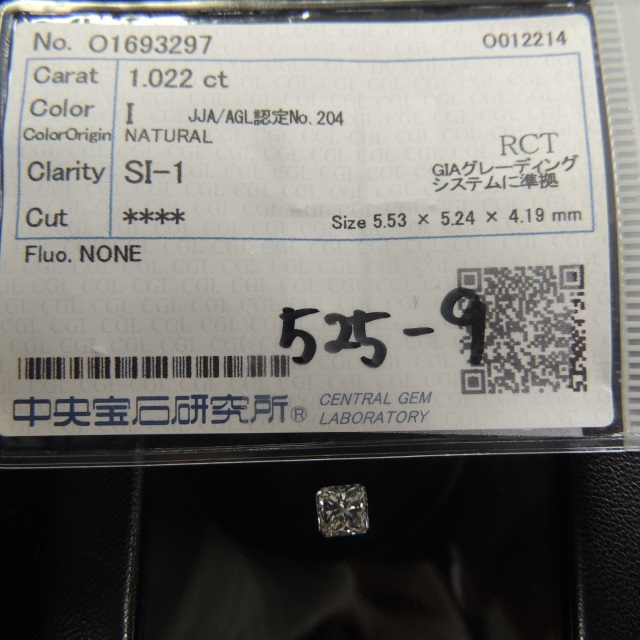 No. O1693297 O012214
Carat 1.022 ct
Color I JJA/AGL認定No.204
ColorOrigin NATURAL RCT
Clarity SI-1 GIAグレーディング
システムに準拠
Cut **** Size 5.53 × 5.24 × 4.19 mm
Fluo. NONE
525-9
中央宝石研究所® CENTRAL GEM
LABORATORY